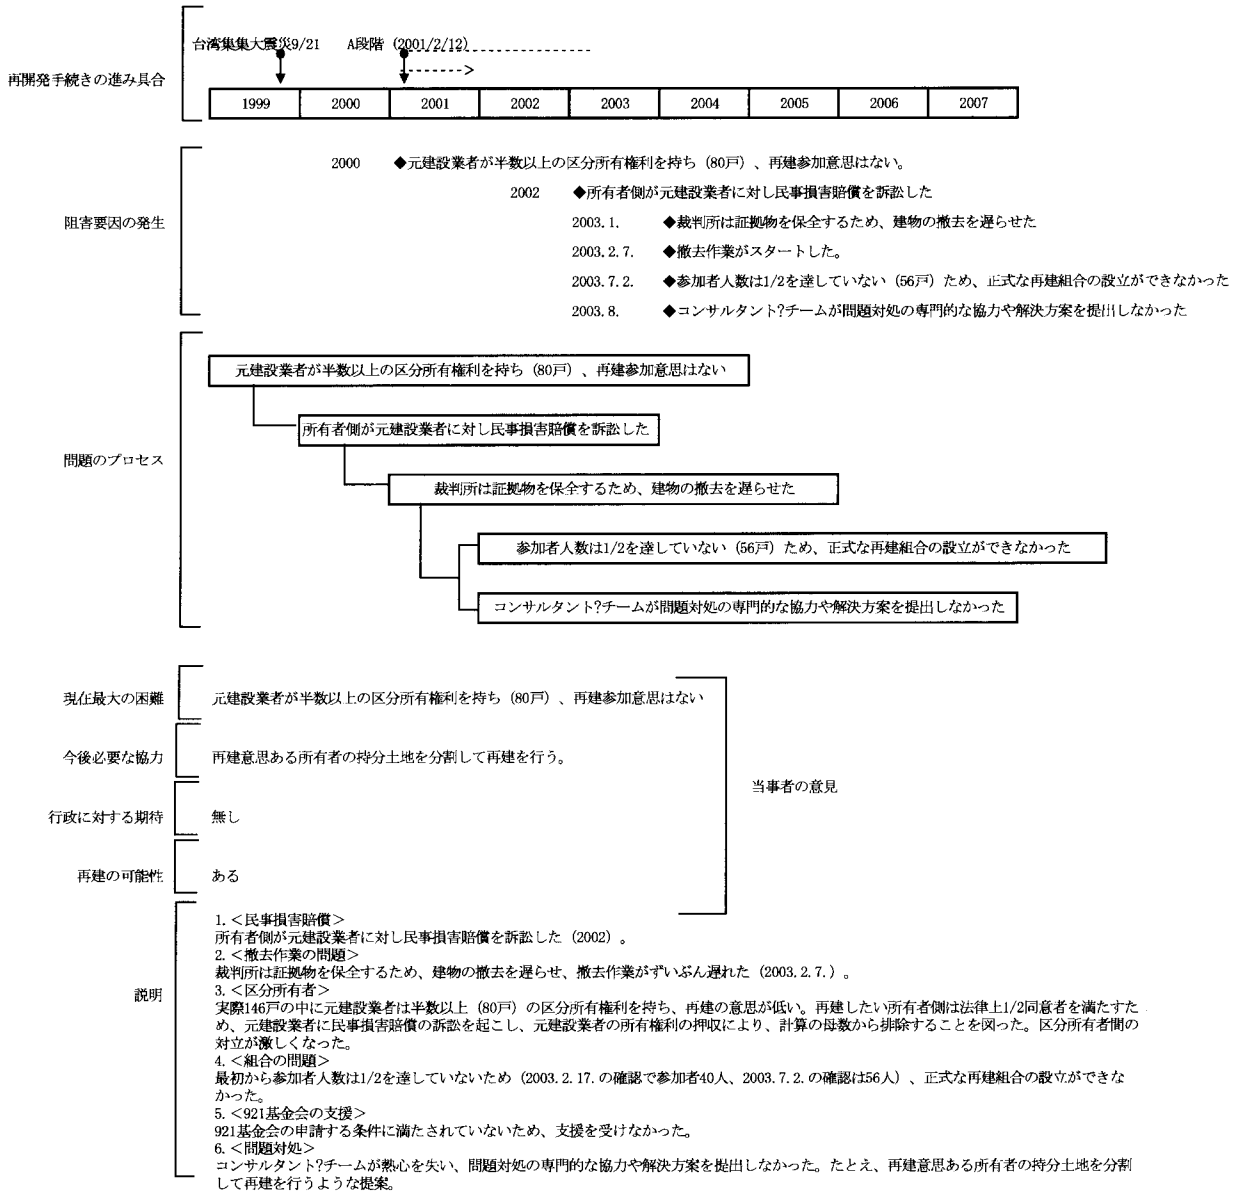 台湾集集大震災9/21 A段階 (2001/2/12)
再開発手続きの進み具合
1999 2000 2001 2002 2003 2004 2005 2006 2007
2000 ◆元建設業者が半数以上の区分所有権利を持ち (80戸) 、再建参加意思はない。
2002 ◆所有者側が元建設業者に対し民事損害賠償を訴訟した
阻害要因の発生
2003.1. ◆裁判所は証拠物を保全するため、建物の撤去を遅らせた
2003.2.7. ◆撤去作業がスタートした。
2003.7.2. ◆参加者人数は1/2を達していない (56戸) ため、正式な再建組合の設立ができなかった
2003.8. ◆コンサルタント?チームが問題対処の専門的な協力や解決方案を提出しなかった
元建設業者が半数以上の区分所有権利を持ち (80戸) 、再建参加意思はない
所有者側が元建設業者に対し民事損害賠償を訴訟した
問題のプロセス
裁判所は証拠物を保全するため、建物の撤去を遅らせた
参加者人数は1/2を達していない (56戸) ため、正式な再建組合の設立ができなかった
コンサルタント?チームが問題対処の専門的な協力や解決方案を提出しなかった
現在最大の困難 元建設業者が半数以上の区分所有権利を持ち (80戸) 、再建参加意思はない
今後必要な協力 再建意思ある所有者の持分土地を分割して再建を行う。
当事者の意見
行政に対する期待 無し
再建の可能性 ある
説明
1.<民事損害賠償>
所有者側が元建設業者に対し民事損害賠償を訴訟した (2002) 。
2.<撤去作業の問題>
裁判所は証拠物を保全するため、建物の撤去を遅らせ、撤去作業がずいぶん遅れた (2003.2.7.) 。
3.<区分所有者>
実際146戸の中に元建設業者は半数以上 (80戸) の区分所有権利を持ち、再建の意思が低い。再建したい所有者側は法律上1/2同意者を満たすた
め、元建設業者に民事損害賠償の訴訟を起こし、元建設業者の所有権利の押収により、計算の母数から排除することを図った。区分所有者間の
対立が激しくなった。
4.<組合の問題>
最初から参加者人数は1/2を達していないため (2003.2.17.の確認で参加者40人、2003.7.2.の確認は56人) 、正式な再建組合の設立ができな
かった。
5.<921基金会の支援>
921基金会の申請する条件に満たされていないため、支援を受けなかった。
6.<問題対処>
コンサルタント?チームが熱心を失い、問題対処の専門的な協力や解決方案を提出しなかった。たとえ、再建意思ある所有者の持分土地を分割
して再建を行うような提案。